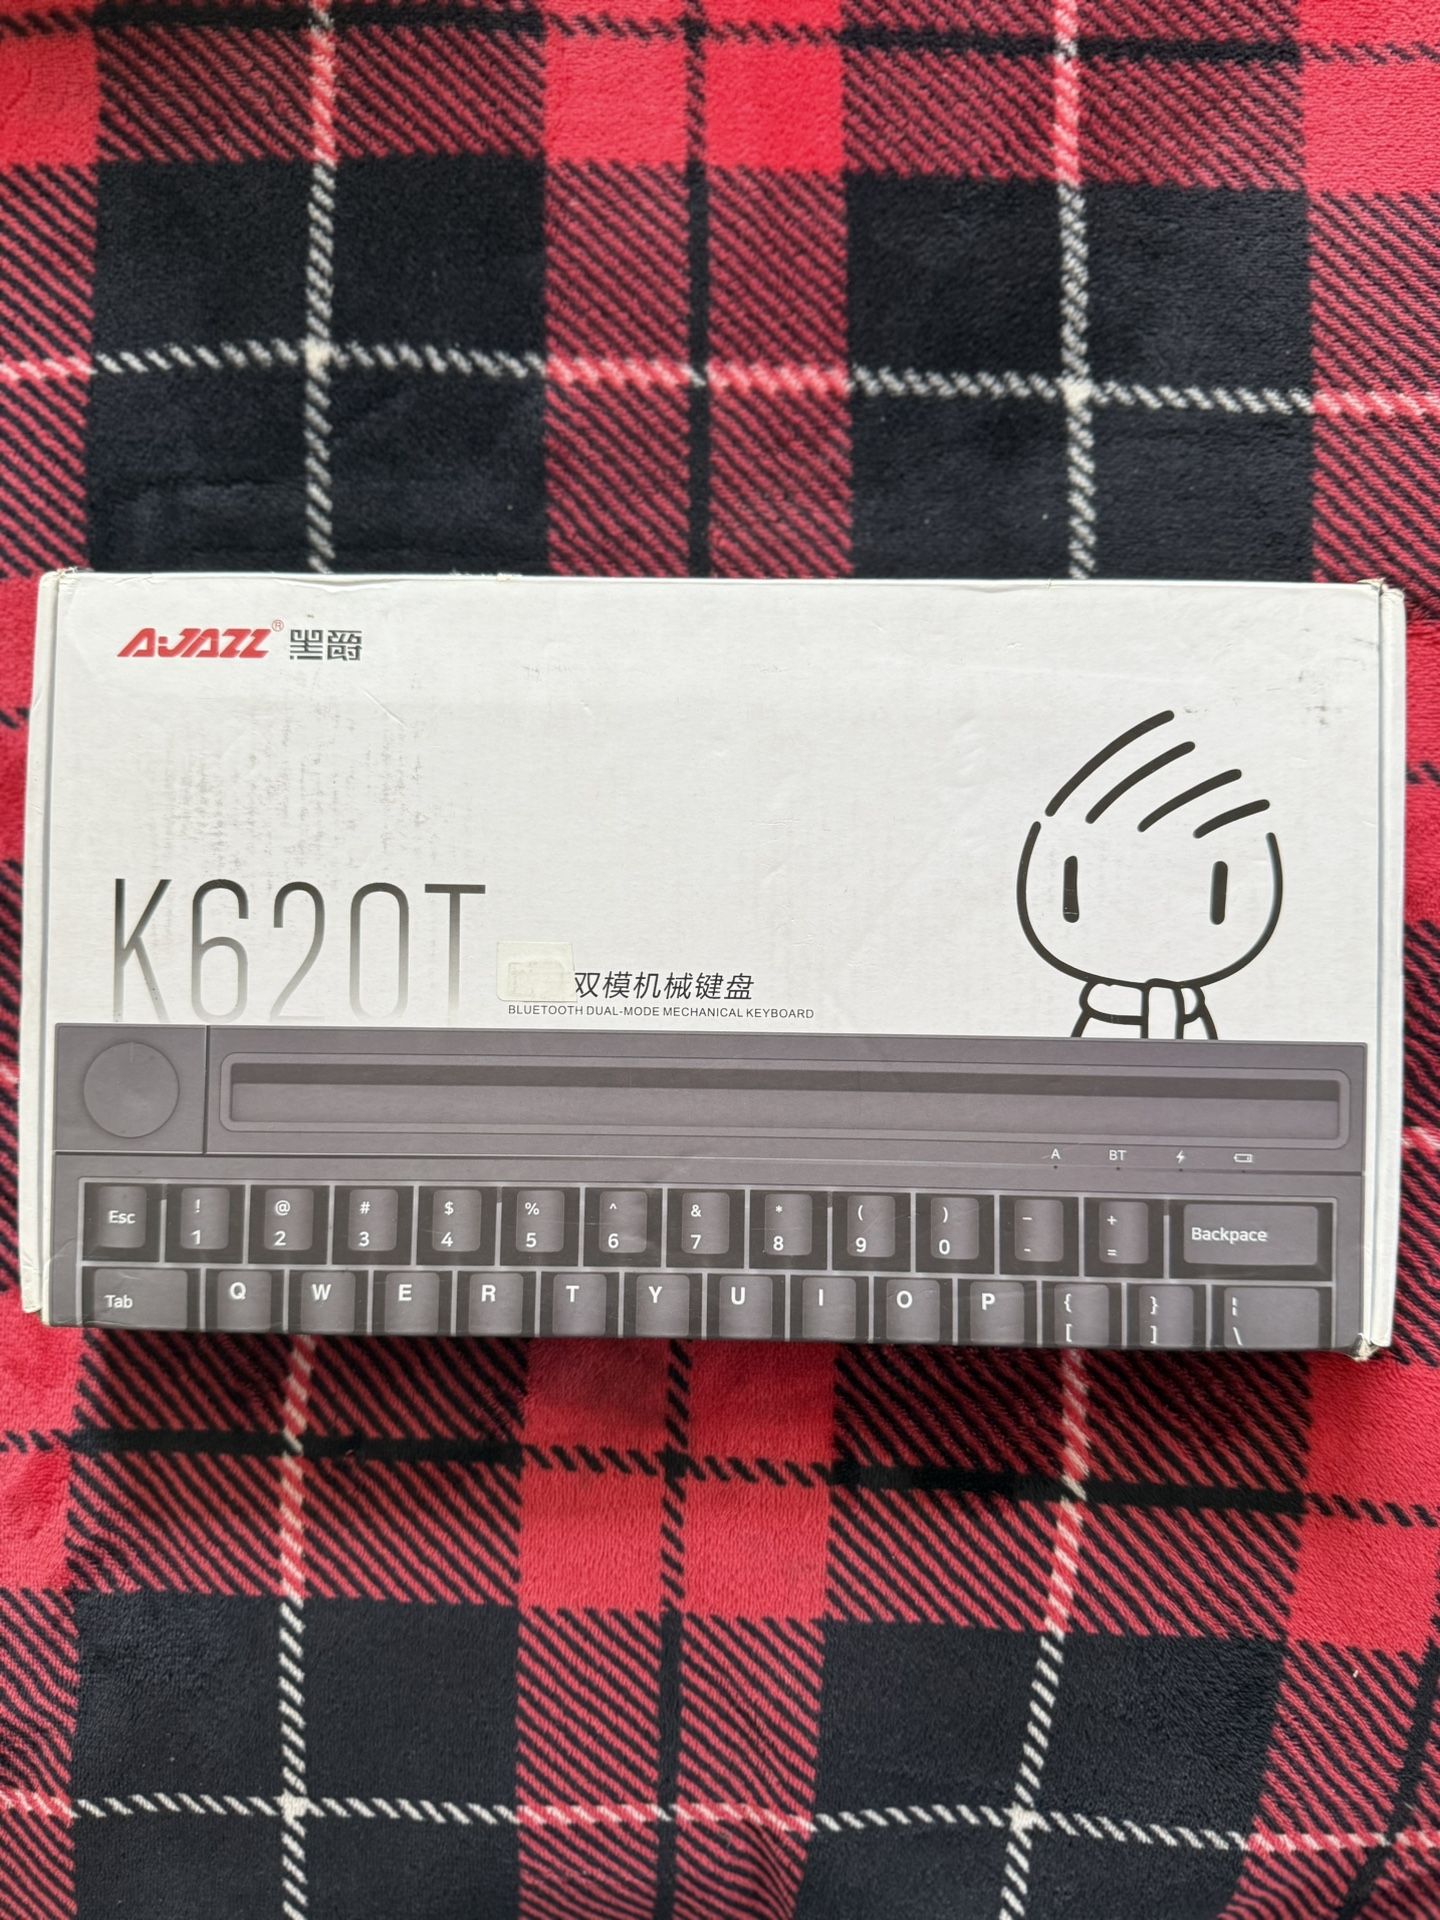 A·JAZZ® 黑爵
K620T
双模机械键盘
BLUETOOTH DUAL-MODE MECHANICAL KEYBOARD
A BT
Esc ! 1 @ 2 # 3 $ 4 % 5 ^ 6 & 7 * 8 ( 9 ) 0 _ - + = Backpace
Tab Q W E R T Y U I O P { [ } ] ¦ \